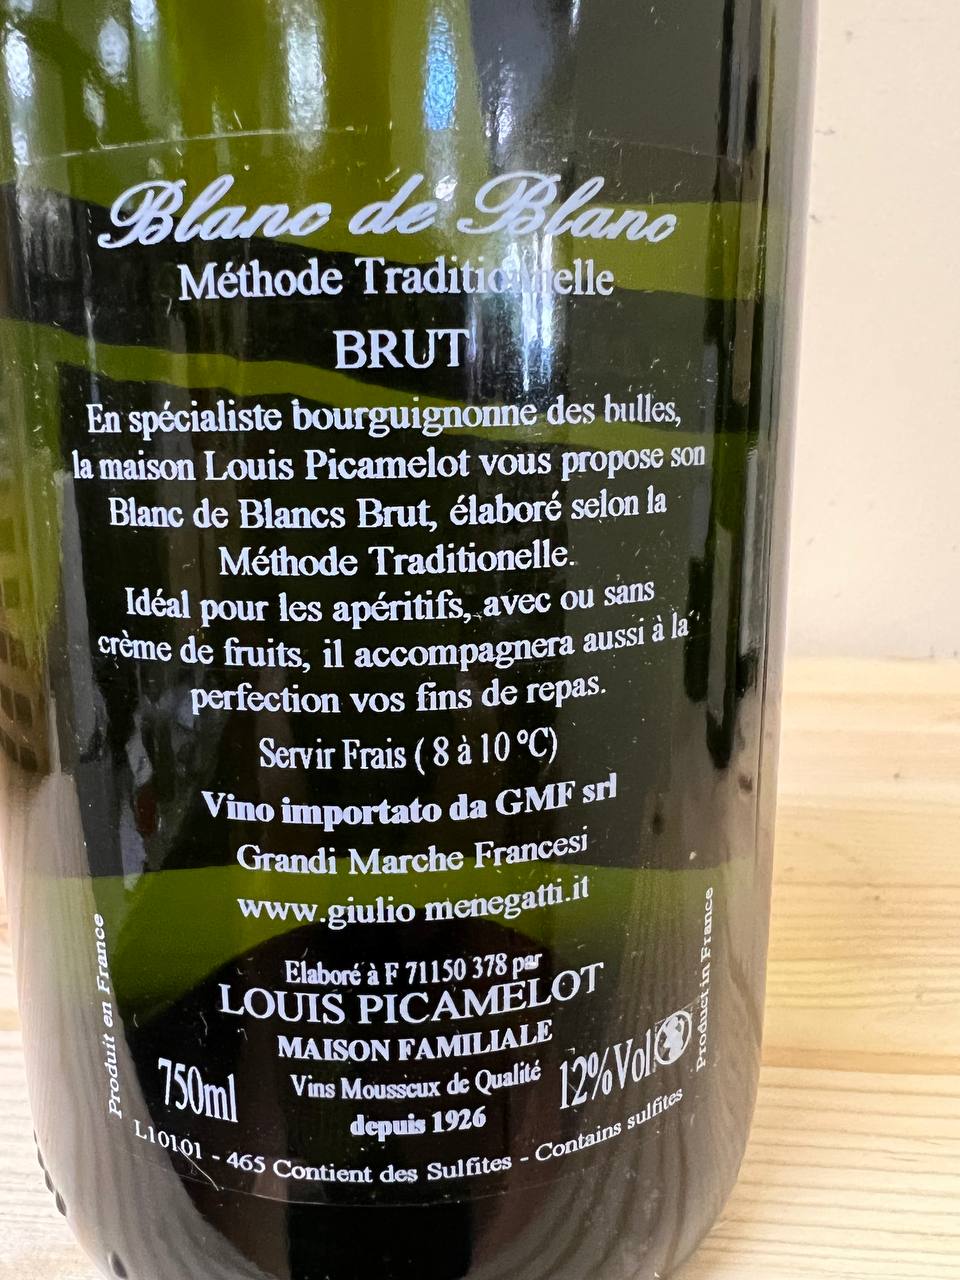 Blanc de Blanc
Méthode Traditionnelle
BRUT
En spécialiste bourguignonne des bulles,
la maison Louis Picamelot vous propose son
Blanc de Blancs Brut, élaboré selon la
Méthode Traditionelle.
Idéal pour les apéritifs, avec ou sans
crème de fruits, il accompagnera aussi à la
perfection vos fins de repas.
Servir Frais ( 8 à 10 °C)
Vino importato da GMF srl
Grandi Marche Francesi
www.giulio menegatti.it
Elaboré à F 71150 378 par
LOUIS PICAMELOT
MAISON FAMILIALE
Vins Mousseux de Qualité
depuis 1926
750ml
12%Vol
Produit en France
Product in France
L10101 - 465 Contient des Sulfites - Contains sulfites